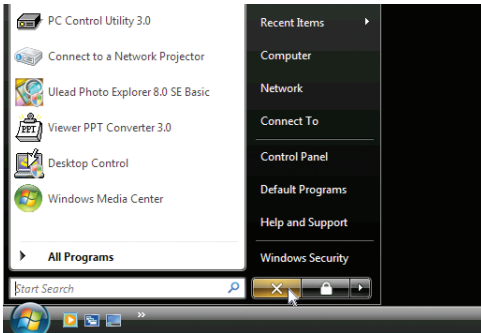 PC Control Utility 3.0
Connect to a Network Projector
Ulead Photo Explorer 8.0 SE Basic
PPT
Viewer PPT Converter 3.0
Desktop Control
Windows Media Center
All Programs
Start Search
Recent Items
Computer
Network
Connect To
Control Panel
Default Programs
Help and Support
Windows Security